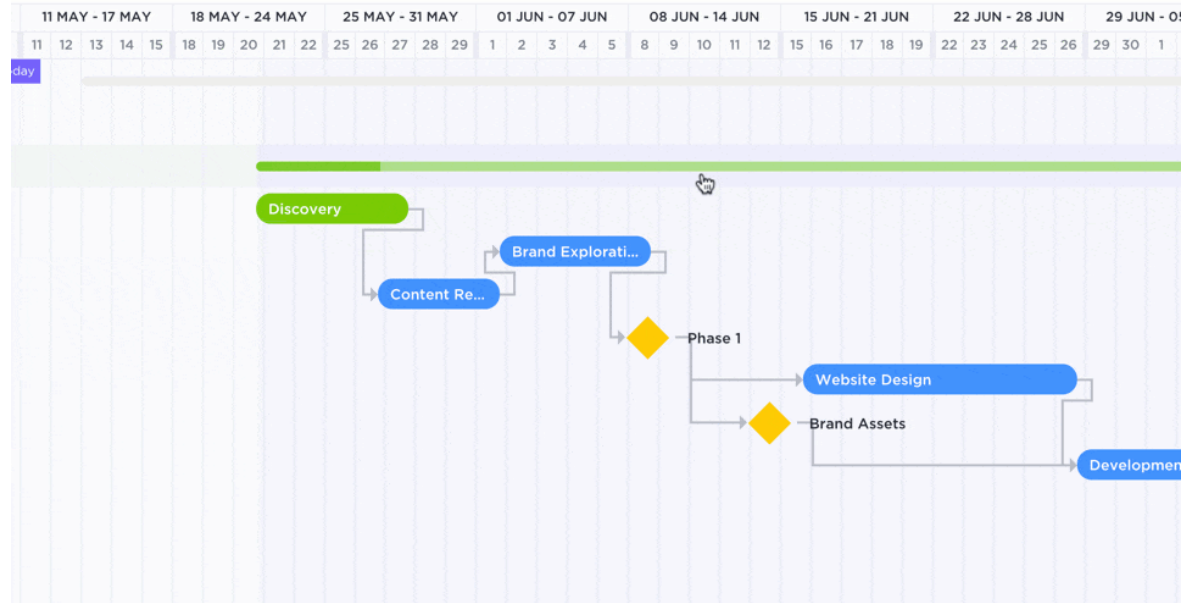 11 MAY - 17 MAY 18 MAY - 24 MAY 25 MAY - 31 MAY 01 JUN - 07 JUN 08 JUN - 14 JUN 15 JUN - 21 JUN 22 JUN - 28 JUN 29 JUN - 05
11 12 13 14 15 18 19 20 21 22 25 26 27 28 29 1 2 3 4 5 8 9 10 11 12 15 16 17 18 19 22 23 24 25 26 29 30 1
day
Discovery
Brand Explorati...
Content Re...
Phase 1
Website Design
Brand Assets
Developmen